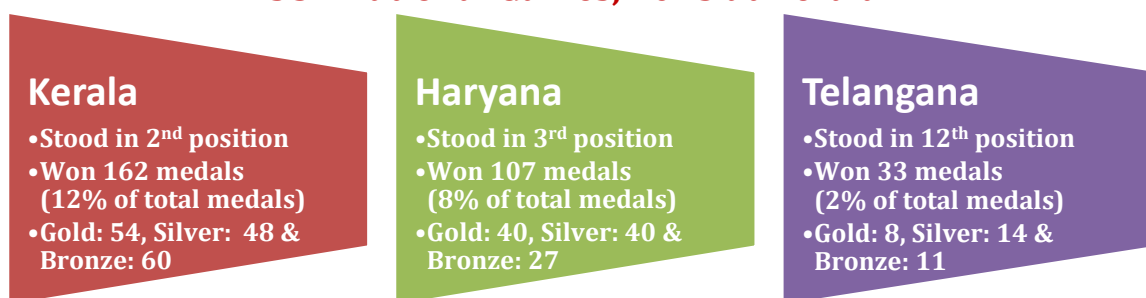 Kerala
•Stood in 2nd position
•Won 162 medals
(12% of total medals)
•Gold: 54, Silver: 48 &
Bronze: 60
Haryana
•Stood in 3rd position
•Won 107 medals
(8% of total medals)
•Gold: 40, Silver: 40 &
Bronze: 27
Telangana
•Stood in 12th position
•Won 33 medals
(2% of total medals)
•Gold: 8, Silver: 14 &
Bronze: 11